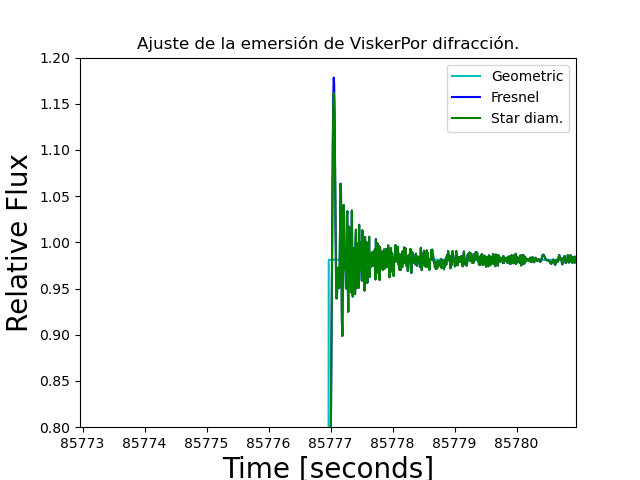 Ajuste de la emersión de ViskerPor difracción.
Relative Flux
1.20
1.15
1.10
1.05
1.00
0.95
0.90
0.85
0.80
Geometric
Fresnel
Star diam.
85773 85774 85775 85776 85777 85778 85779 85780
Time [seconds]